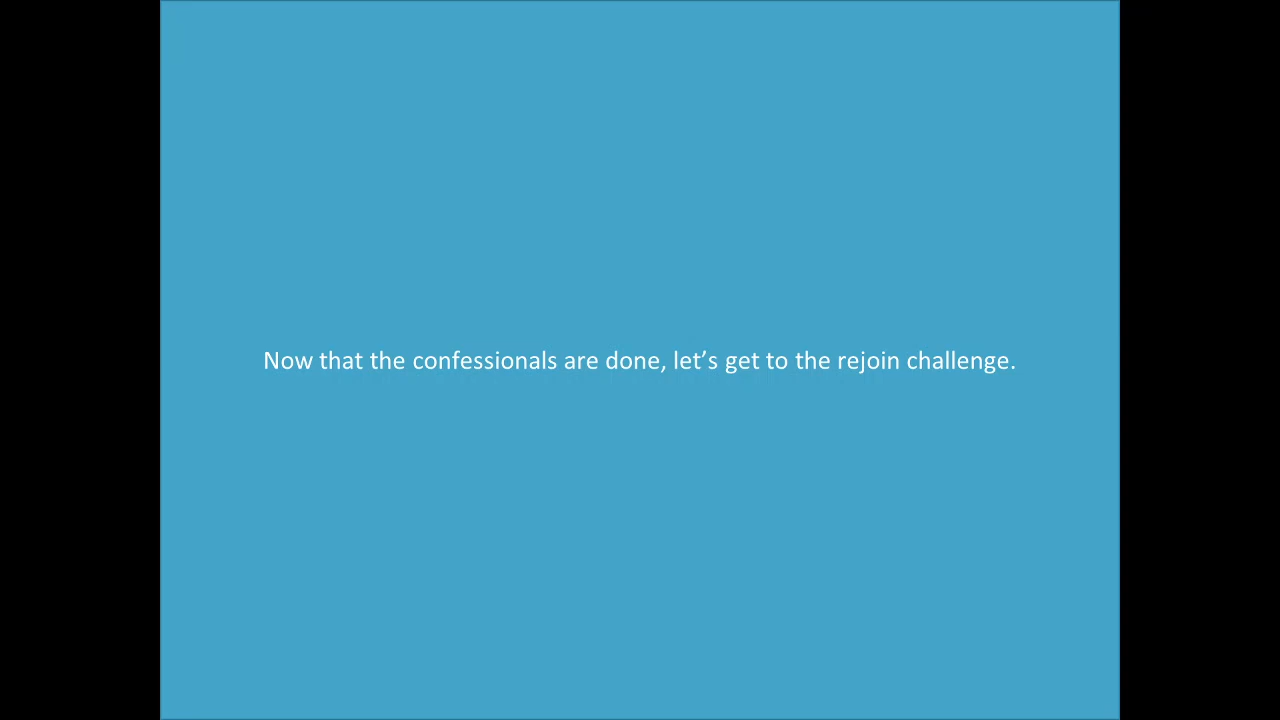 Now that the confessionals are done, let’s get to the rejoin challenge.